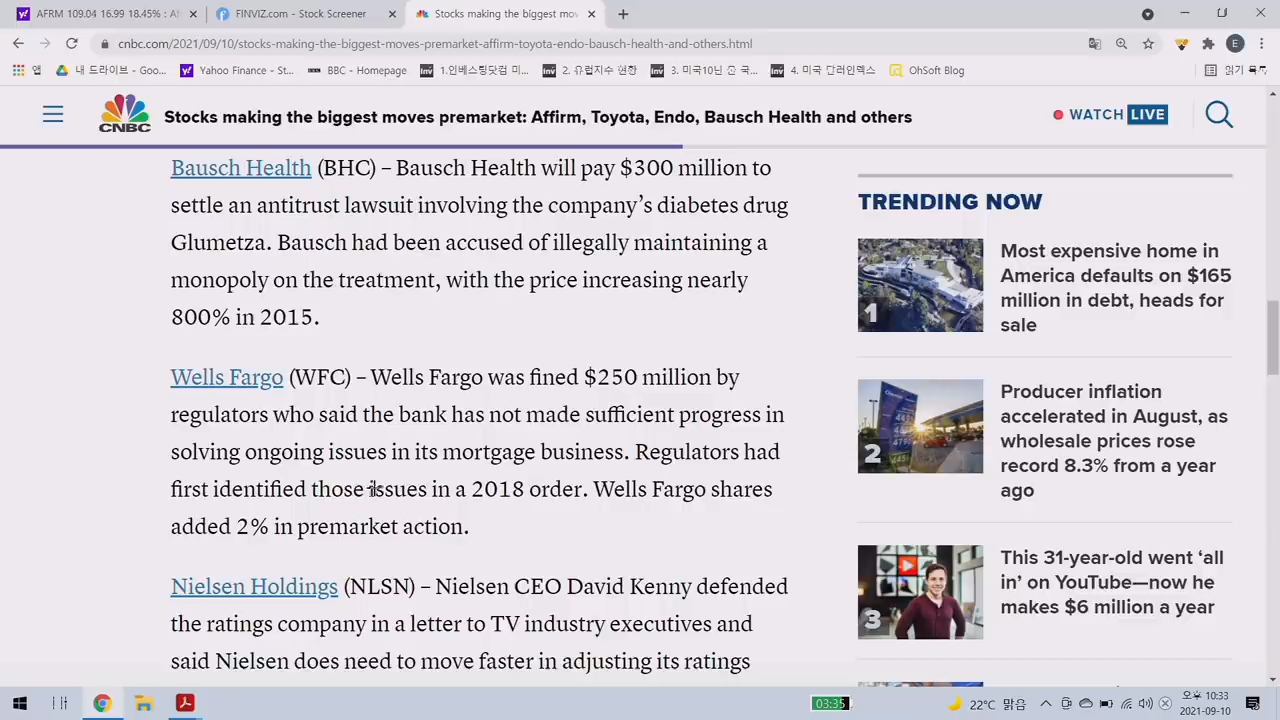 AFRM 109.04 16.99 18.45% : Af
FINVIZ.com - Stock Screener
Stocks making the biggest mov
cnbc.com/2021/09/10/stocks-making-the-biggest-moves-premarket-affirm-toyota-endo-bausch-health-and-others.html
E
앱
내 드라이브 - Goo...
Yahoo Finance - St...
BBC - Homepage
1.인베스팅닷컴 미...
2. 유럽지수 현황
3. 미국10년 준 국...
4. 미국 달러인덱스
OhSoft Blog
읽기 목록
CNBC
Stocks making the biggest moves premarket: Affirm, Toyota, Endo, Bausch Health and others
WATCH LIVE
Bausch Health (BHC) – Bausch Health will pay $300 million to
settle an antitrust lawsuit involving the company’s diabetes drug
Glumetza. Bausch had been accused of illegally maintaining a
monopoly on the treatment, with the price increasing nearly
800% in 2015.
Wells Fargo (WFC) – Wells Fargo was fined $250 million by
regulators who said the bank has not made sufficient progress in
solving ongoing issues in its mortgage business. Regulators had
first identified those issues in a 2018 order. Wells Fargo shares
added 2% in premarket action.
Nielsen Holdings (NLSN) – Nielsen CEO David Kenny defended
the ratings company in a letter to TV industry executives and
said Nielsen does need to move faster in adjusting its ratings
TRENDING NOW
1
Most expensive home in
America defaults on $165
million in debt, heads for
sale
2
Producer inflation
accelerated in August, as
wholesale prices rose
record 8.3% from a year
ago
3
This 31-year-old went ‘all
in’ on YouTube—now he
makes $6 million a year
03:35
22°C 맑음
오후 10:33
2021-09-10